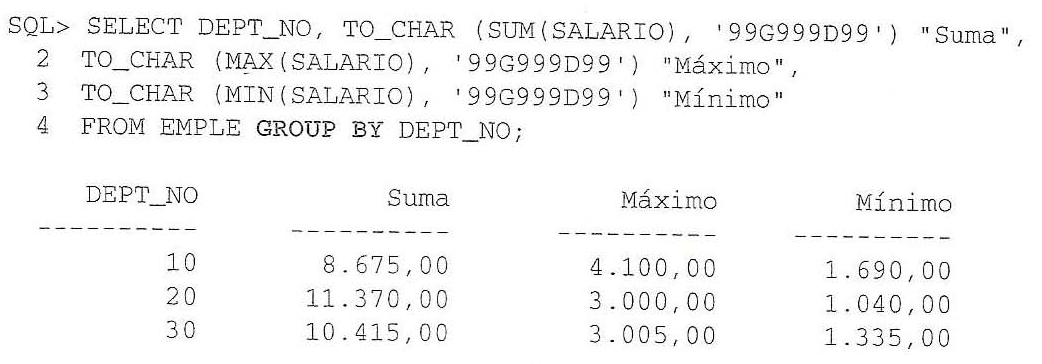 SQL> SELECT DEPT_NO, TO_CHAR (SUM(SALARIO), '99G999D99') "Suma",
2 TO_CHAR (MAX(SALARIO), '99G999D99') "Máximo",
3 TO_CHAR (MIN(SALARIO), '99G999D99') "Mínimo"
4 FROM EMPLE GROUP BY DEPT_NO;
DEPT_NO Suma Máximo Mínimo
---------- ---------- ---------- ----------
10 8.675,00 4.100,00 1.690,00
20 11.370,00 3.000,00 1.040,00
30 10.415,00 3.005,00 1.335,00